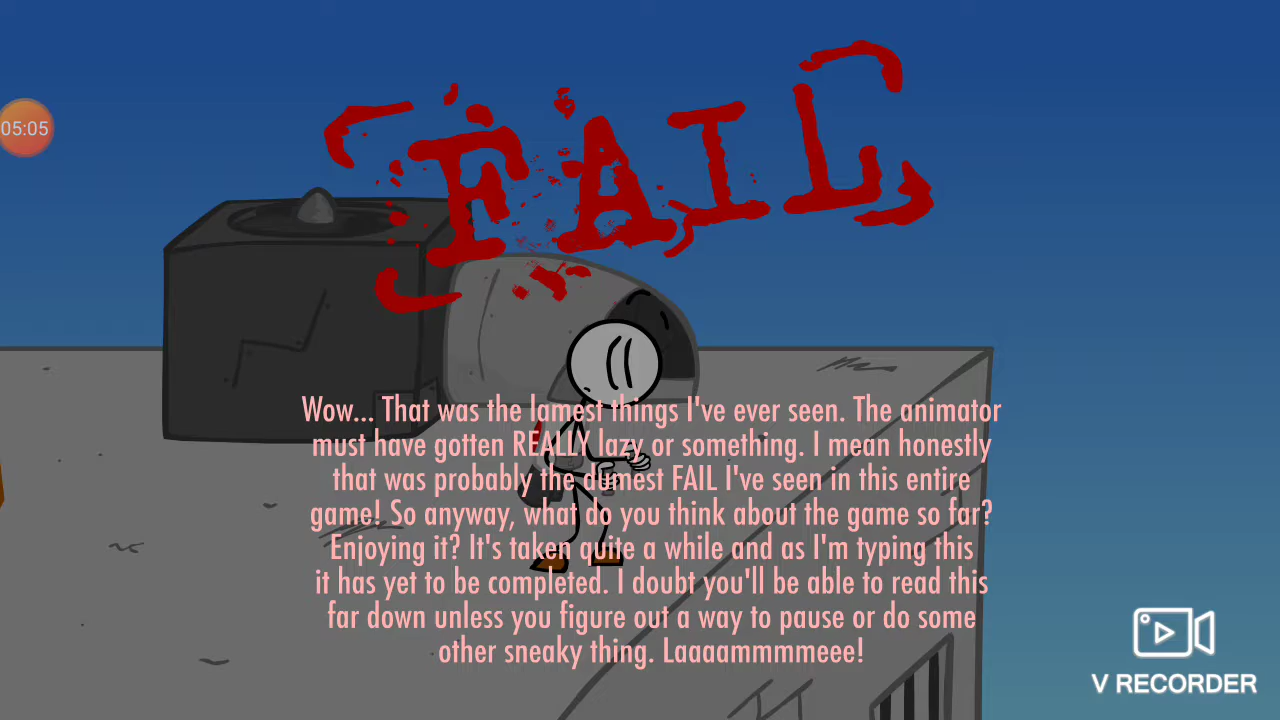 05:05
FAIL
Wow... That was the lamest things I've ever seen. The animator
must have gotten REALLY lazy or something. I mean honestly
that was probably the dumest FAIL I've seen in this entire
game! So anyway, what do you think about the game so far?
Enjoying it? It's taken quite a while and as I'm typing this
it has yet to be completed. I doubt you'll be able to read this
far down unless you figure out a way to pause or do some
other sneaky thing. Laaaammmmeee!
V RECORDER